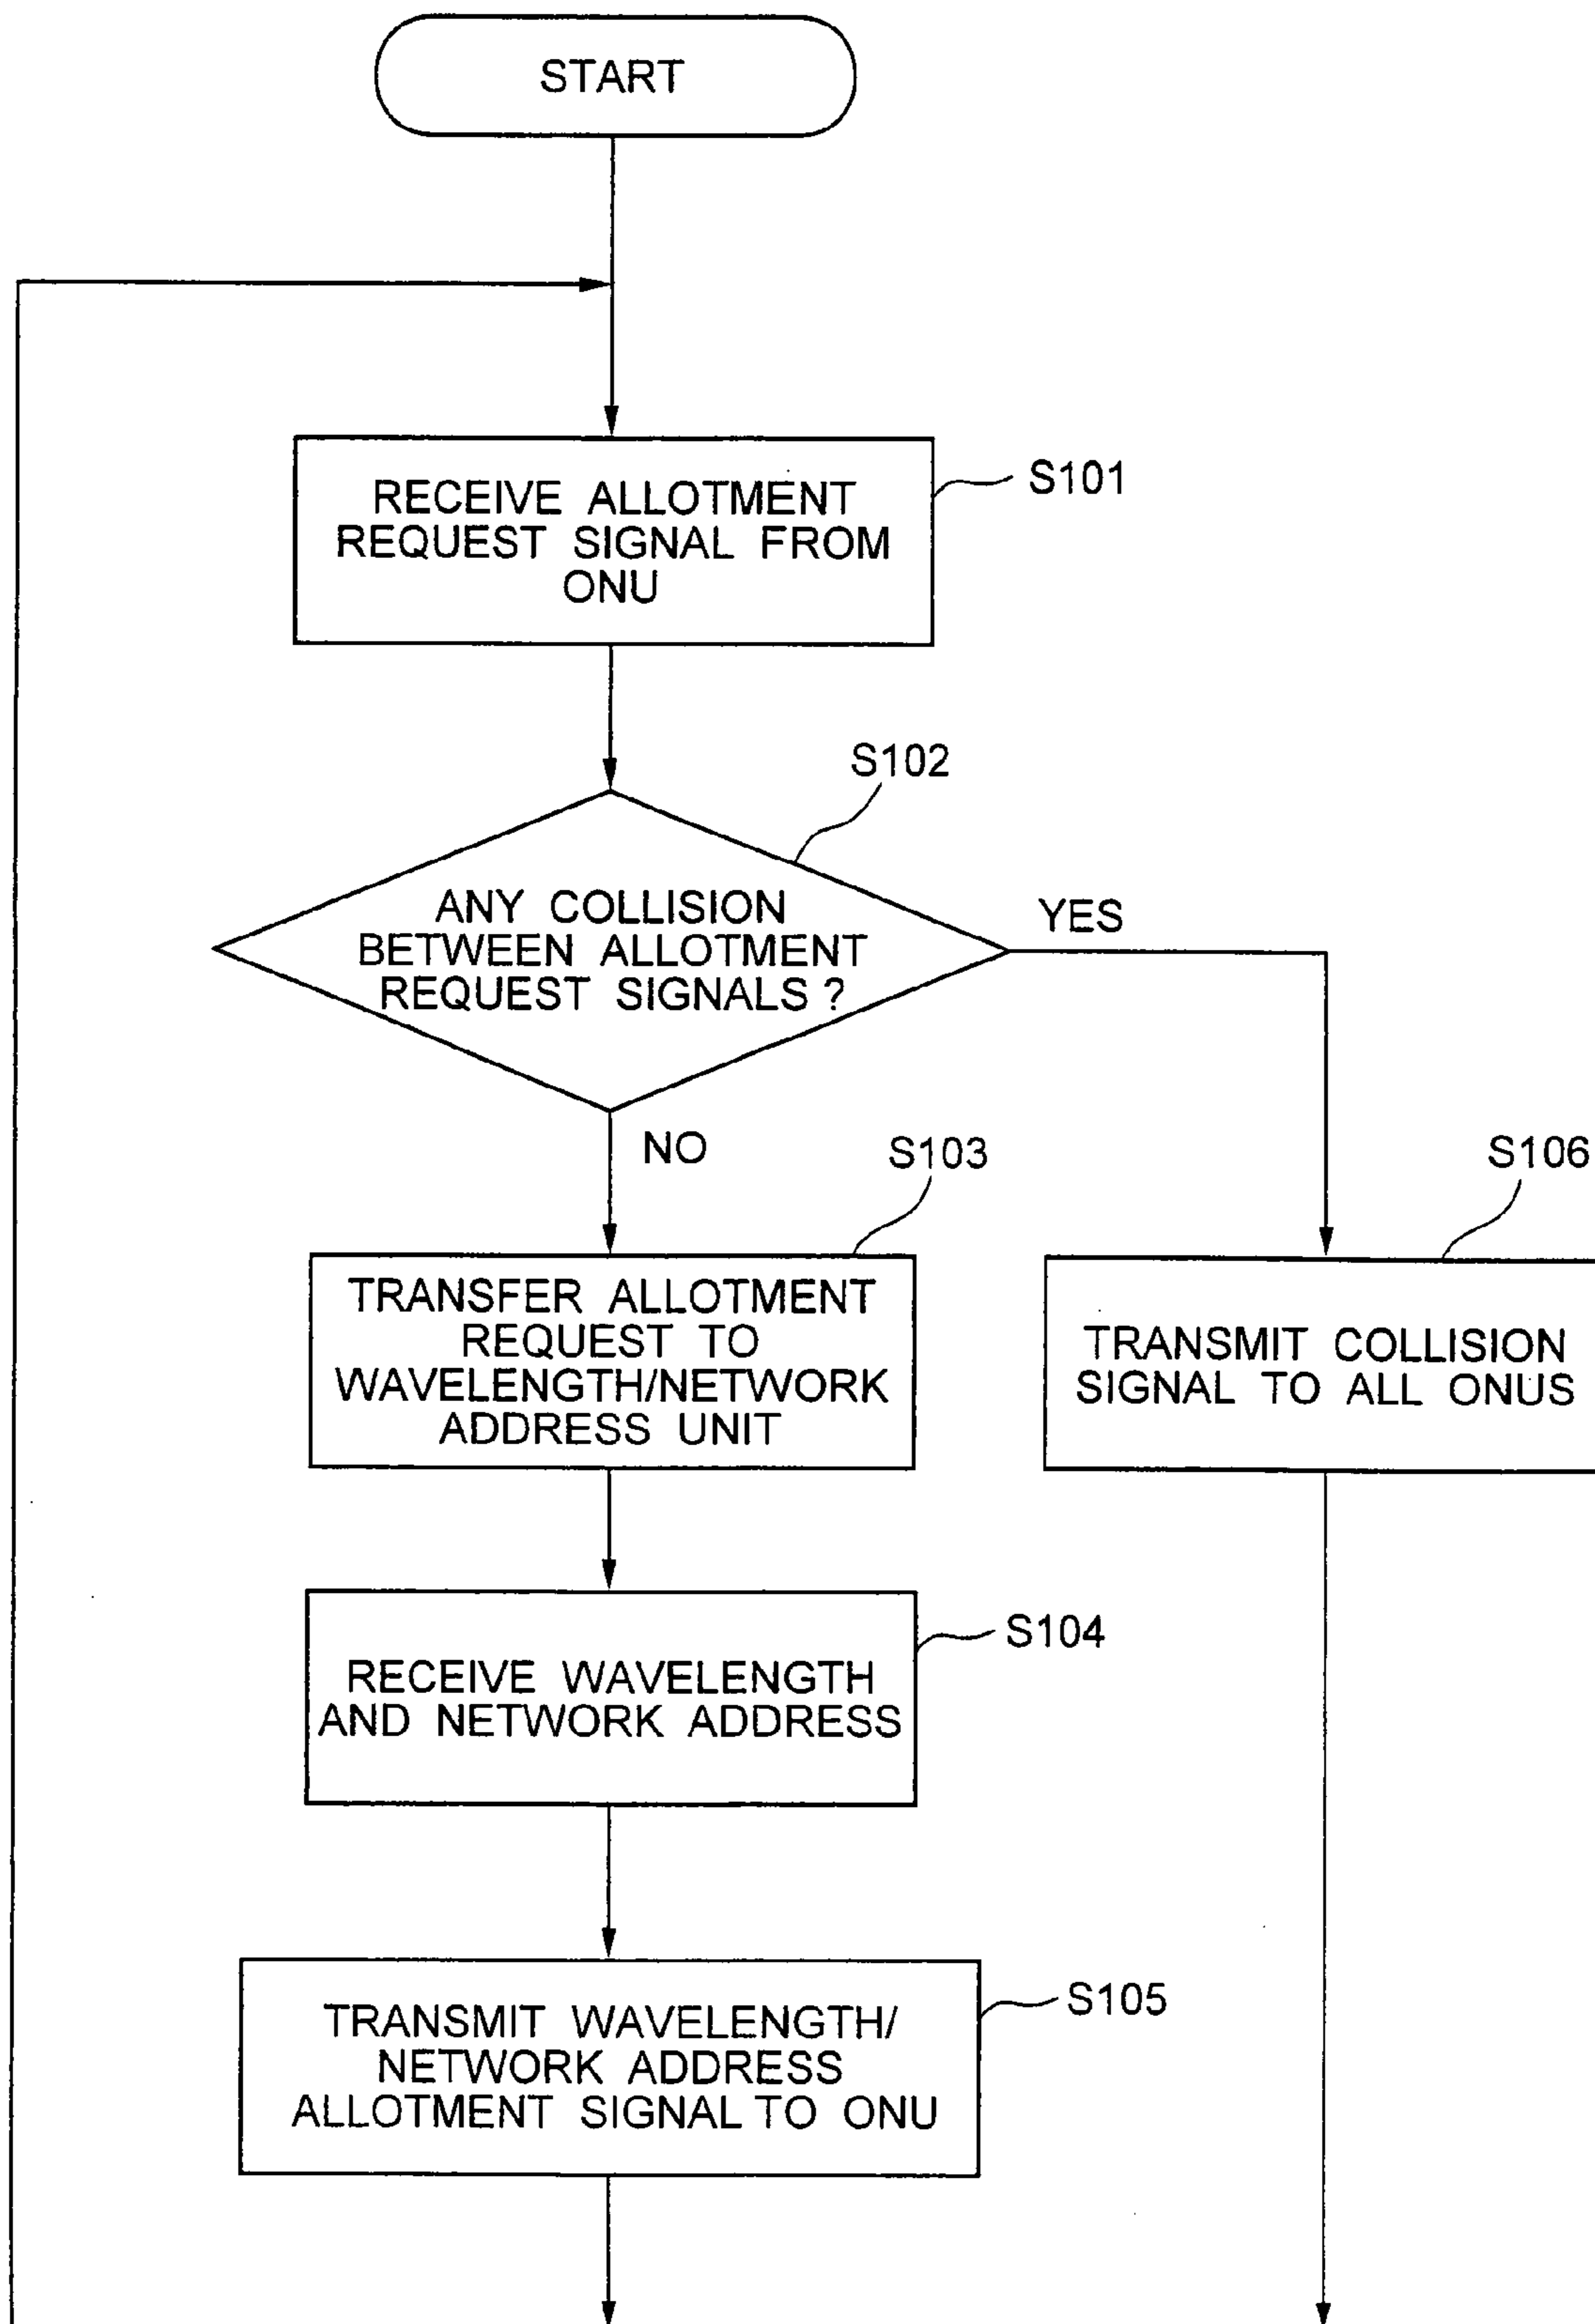 START
RECEIVE ALLOTMENT
REQUEST SIGNAL FROM
ONU
S101
S102
ANY COLLISION
BETWEEN ALLOTMENT
REQUEST SIGNALS ?
YES
NO
S103
TRANSFER ALLOTMENT
REQUEST TO
WAVELENGTH/NETWORK
ADDRESS UNIT
S106
TRANSMIT COLLISION
SIGNAL TO ALL ONUS
S104
RECEIVE WAVELENGTH
AND NETWORK ADDRESS
S105
TRANSMIT WAVELENGTH/
NETWORK ADDRESS
ALLOTMENT SIGNAL TO ONU